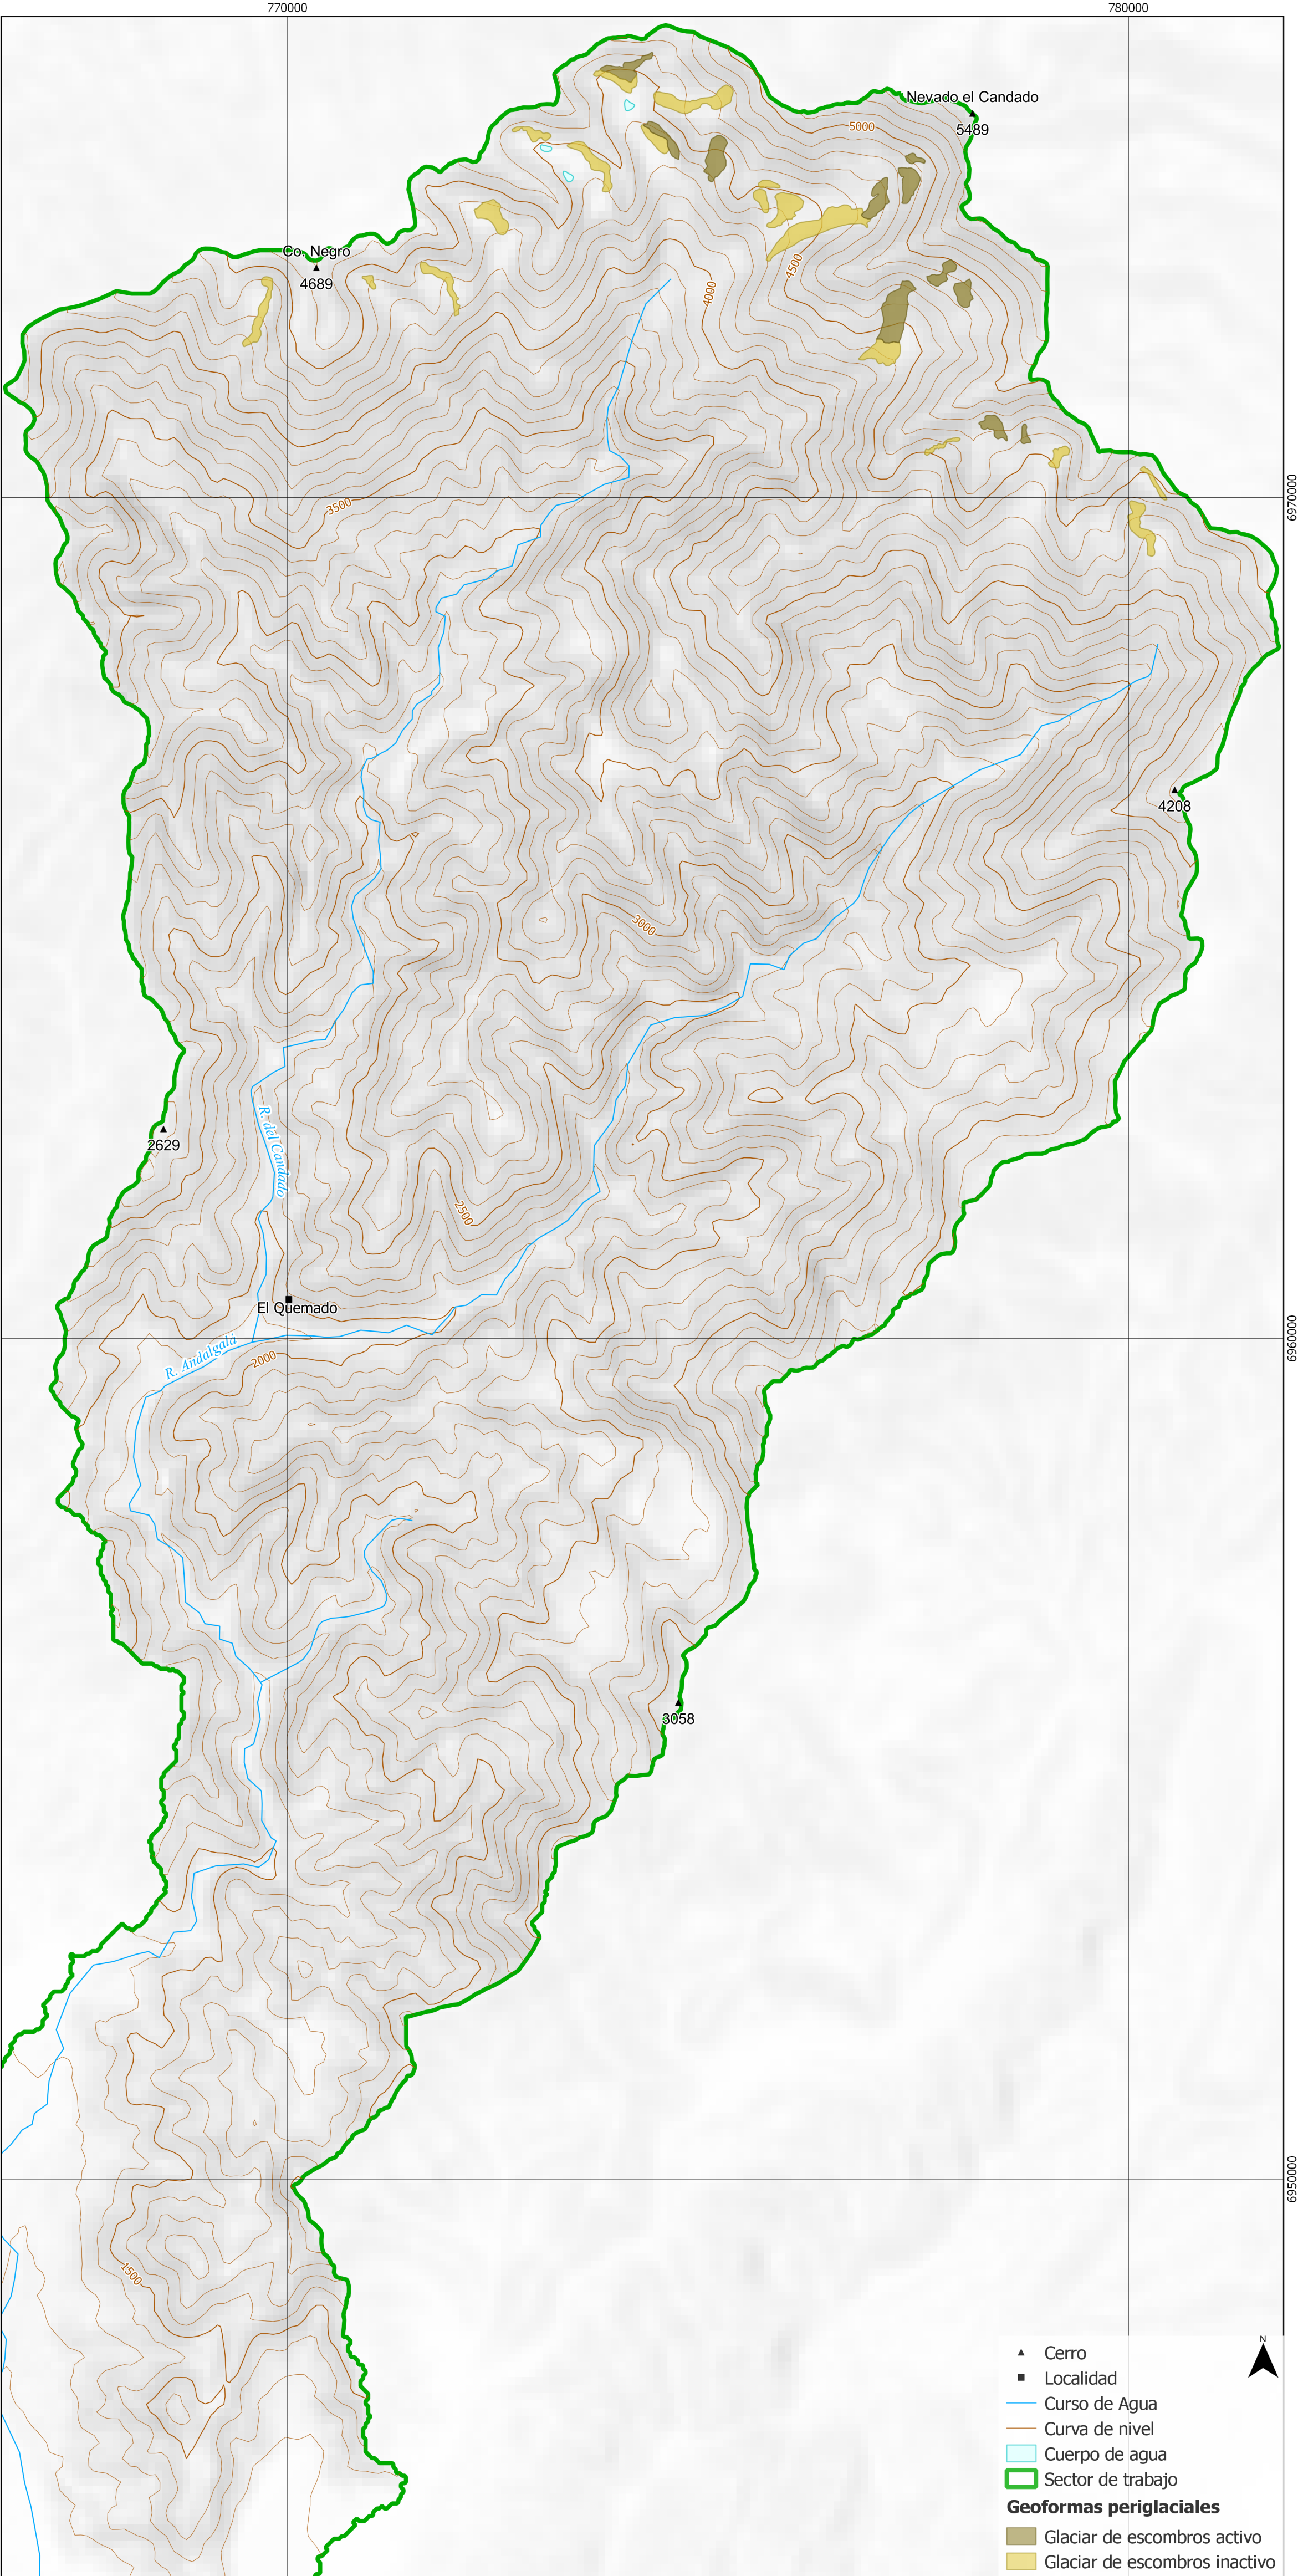 770000
780000
Nevado el Candado
5489
5000
Co. Negro
4689
4500
4000
3500
6970000
4208
3000
R. del Candado
2629
2500
El Quemado
R. Andalgalá
2000
6960000
3058
6950000
1500
N
Cerro
Localidad
Curso de Agua
Curva de nivel
Cuerpo de agua
Sector de trabajo
Geoformas periglaciales
Glaciar de escombros activo
Glaciar de escombros inactivo